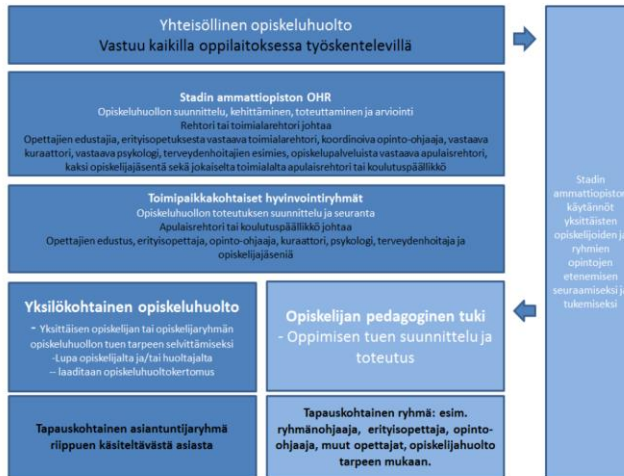 Yhteisöllinen opiskeluhuolto
Vastuu kaikilla oppilaitoksessa työskentelevillä
Stadin ammattiopiston OHR
Opiskeluhuollon suunnittelu, kehittäminen, toteuttaminen ja arviointi
Rehtori tai toimialarehtori johtaa
Opettajien edustaja, erityisopetuksesta vastaava toimialarehtori, koordinoiva opinto-ohjaaja, vastaava
kuraattori, vastaava psykologi, terveydenhoitajien esimies, opiskelupalveluista vastaava apulaisrehtori,
kaksi opiskelijajäsentä sekä jokaiselta toimialalta apulaisrehtori tai koulutuspäällikkö
Toimipaikkakohtaiset hyvinvointiryhmät
Opiskeluhuollon toteutuksen suunnittelu ja seuranta
Apulaisrehtori tai koulutuspäällikkö johtaa
Opettajien edustus, erityisopettaja, opinto-ohjaaja, kuraattori, psykologi, terveydenhoitaja ja
opiskelijajäseniä
Yksilökohtainen opiskeluhuolto
- Yksittäisen opiskelijan tai opiskelijaryhmän
opiskeluhuollon tuen tarpeen selvittämiseksi
-Lupa opiskelijalta ja/tai huoltajalta
-- laaditaan opiskeluhuoltokertomus
Tapauskohtainen asiantuntijaryhmä
riippuen käsiteltävästä asiasta
Opiskelijan pedagoginen tuki
- Oppimisen tuen suunnittelu ja
toteutus
Tapauskohtainen ryhmä: esim.
ryhmänohjaaja, erityisopettaja, opinto-
ohjaaja, muut opettajat, opiskelijahuolto
tarpeen mukaan.
Stadin
ammattiopiston
käytännöt
yksittäisten
opiskelijoiden ja
ryhmien
opintojen
etenemisen
seuraamiseksi ja
tukemiseksi